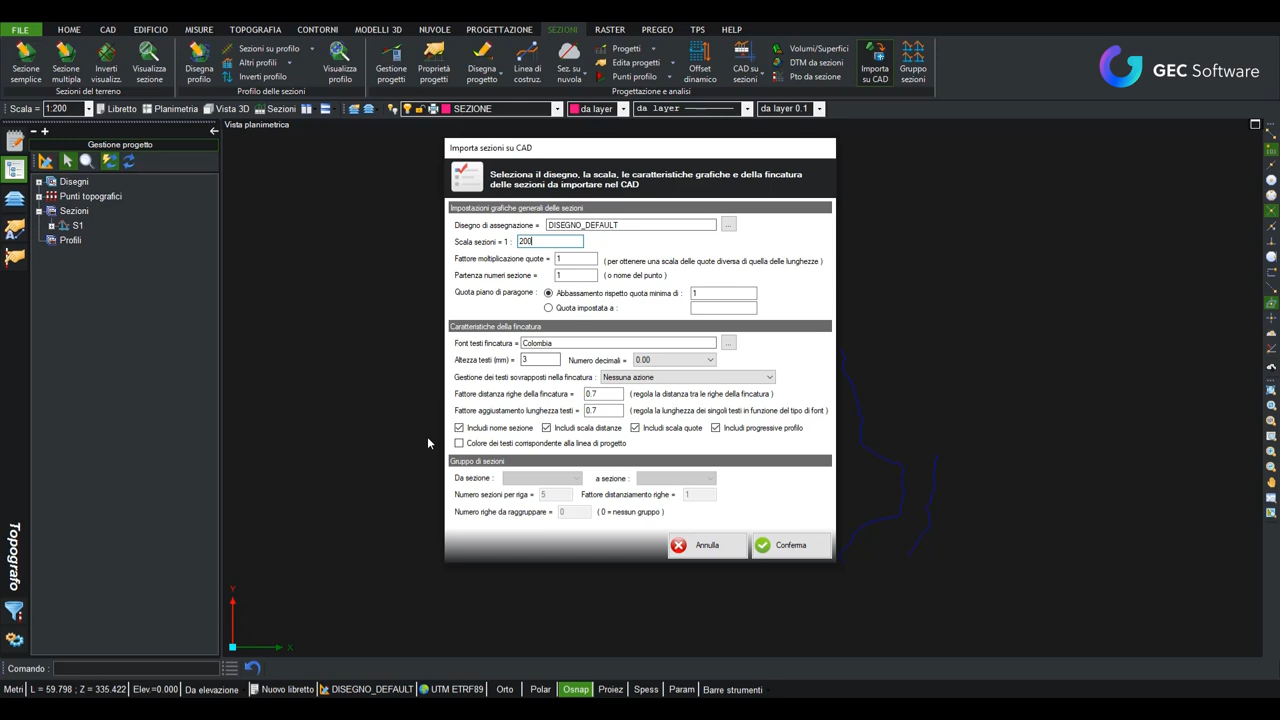 FILE HOME CAD EDIFICIO MISURE TOPOGRAFIA CONTORNI MODELLI 3D NUVOLE PROGETTAZIONE SEZIONI RASTER PREGEO TPS HELP
Sezione semplice
Sezione multipla
Inverti visualiz.
Visualizza sezioni
Sezioni del terreno
Disegna profilo
Sezioni su profilo
Altri profili
Inverti profilo
Visualizza profilo
Profilo delle sezioni
Gestione progetti
Proprietà progetti
Disegna progetto
Linea di costruz.
Sez. su nuvola
Progetti
Edita progetti
Punti profilo
Offset dinamico
CAD su sezioni
Volumi/Superfici
DTM da sezioni
Pto da sezione
Progettazione e analisi
Importa su CAD
Gruppo sezioni
GEC Software
Scala = 1:200 Libretto Planimetria Vista 3D Sezioni SEZIONE da layer da layer da layer 0.1
Vista planimetrica
Gestione progetto
Disegni
Punti topografici
Sezioni
S1
Profili
Topografo
Importa sezioni su CAD
Seleziona il disegno, la scala, le caratteristiche grafiche e della fincatura
delle sezioni da importare nel CAD
Impostazioni grafiche generali delle sezioni
Disegno di assegnazione = DISEGNO_DEFAULT ...
Scala sezioni = 1 : 200
Fattore moltiplicazione quote = 1 ( per ottenere una scala delle quote diversa di quella delle lunghezze )
Partenza numeri sezione = 1 ( o nome del punto )
Quota piano di paragone : Abbassamento rispetto quota minima di : 1
Quota impostata a :
Caratteristiche della fincatura
Font testi fincatura = Colombia ...
Altezza testi (mm) = 3 Numero decimali = 0.00
Gestione dei testi sovrapposti nella fincatura : Nessuna azione
Fattore distanza righe della fincatura = 0.7 ( regola la distanza tra le righe della fincatura )
Fattore aggiustamento lunghezza testi = 0.7 ( regola la lunghezza dei singoli testi in funzione del tipo di font )
Includi nome sezione Includi scala distanze Includi scala quote Includi progressive profilo
Colore dei testi corrispondente alla linea di progetto
Gruppo di sezioni
Da sezione : a sezione :
Numero sezioni per riga = 5 Fattore distanziamento righe = 1
Numero righe da raggruppare = 0 ( 0 = nessun gruppo )
Annulla Conferma
Y
X
Comando :
Metri L = 59.798 ; Z = 335.422 Elev.=0.000 Da elevazione Nuovo libretto DISEGNO_DEFAULT UTM ETRF89 Orto Polar Osnap Proiez Spess Param Barre strumenti